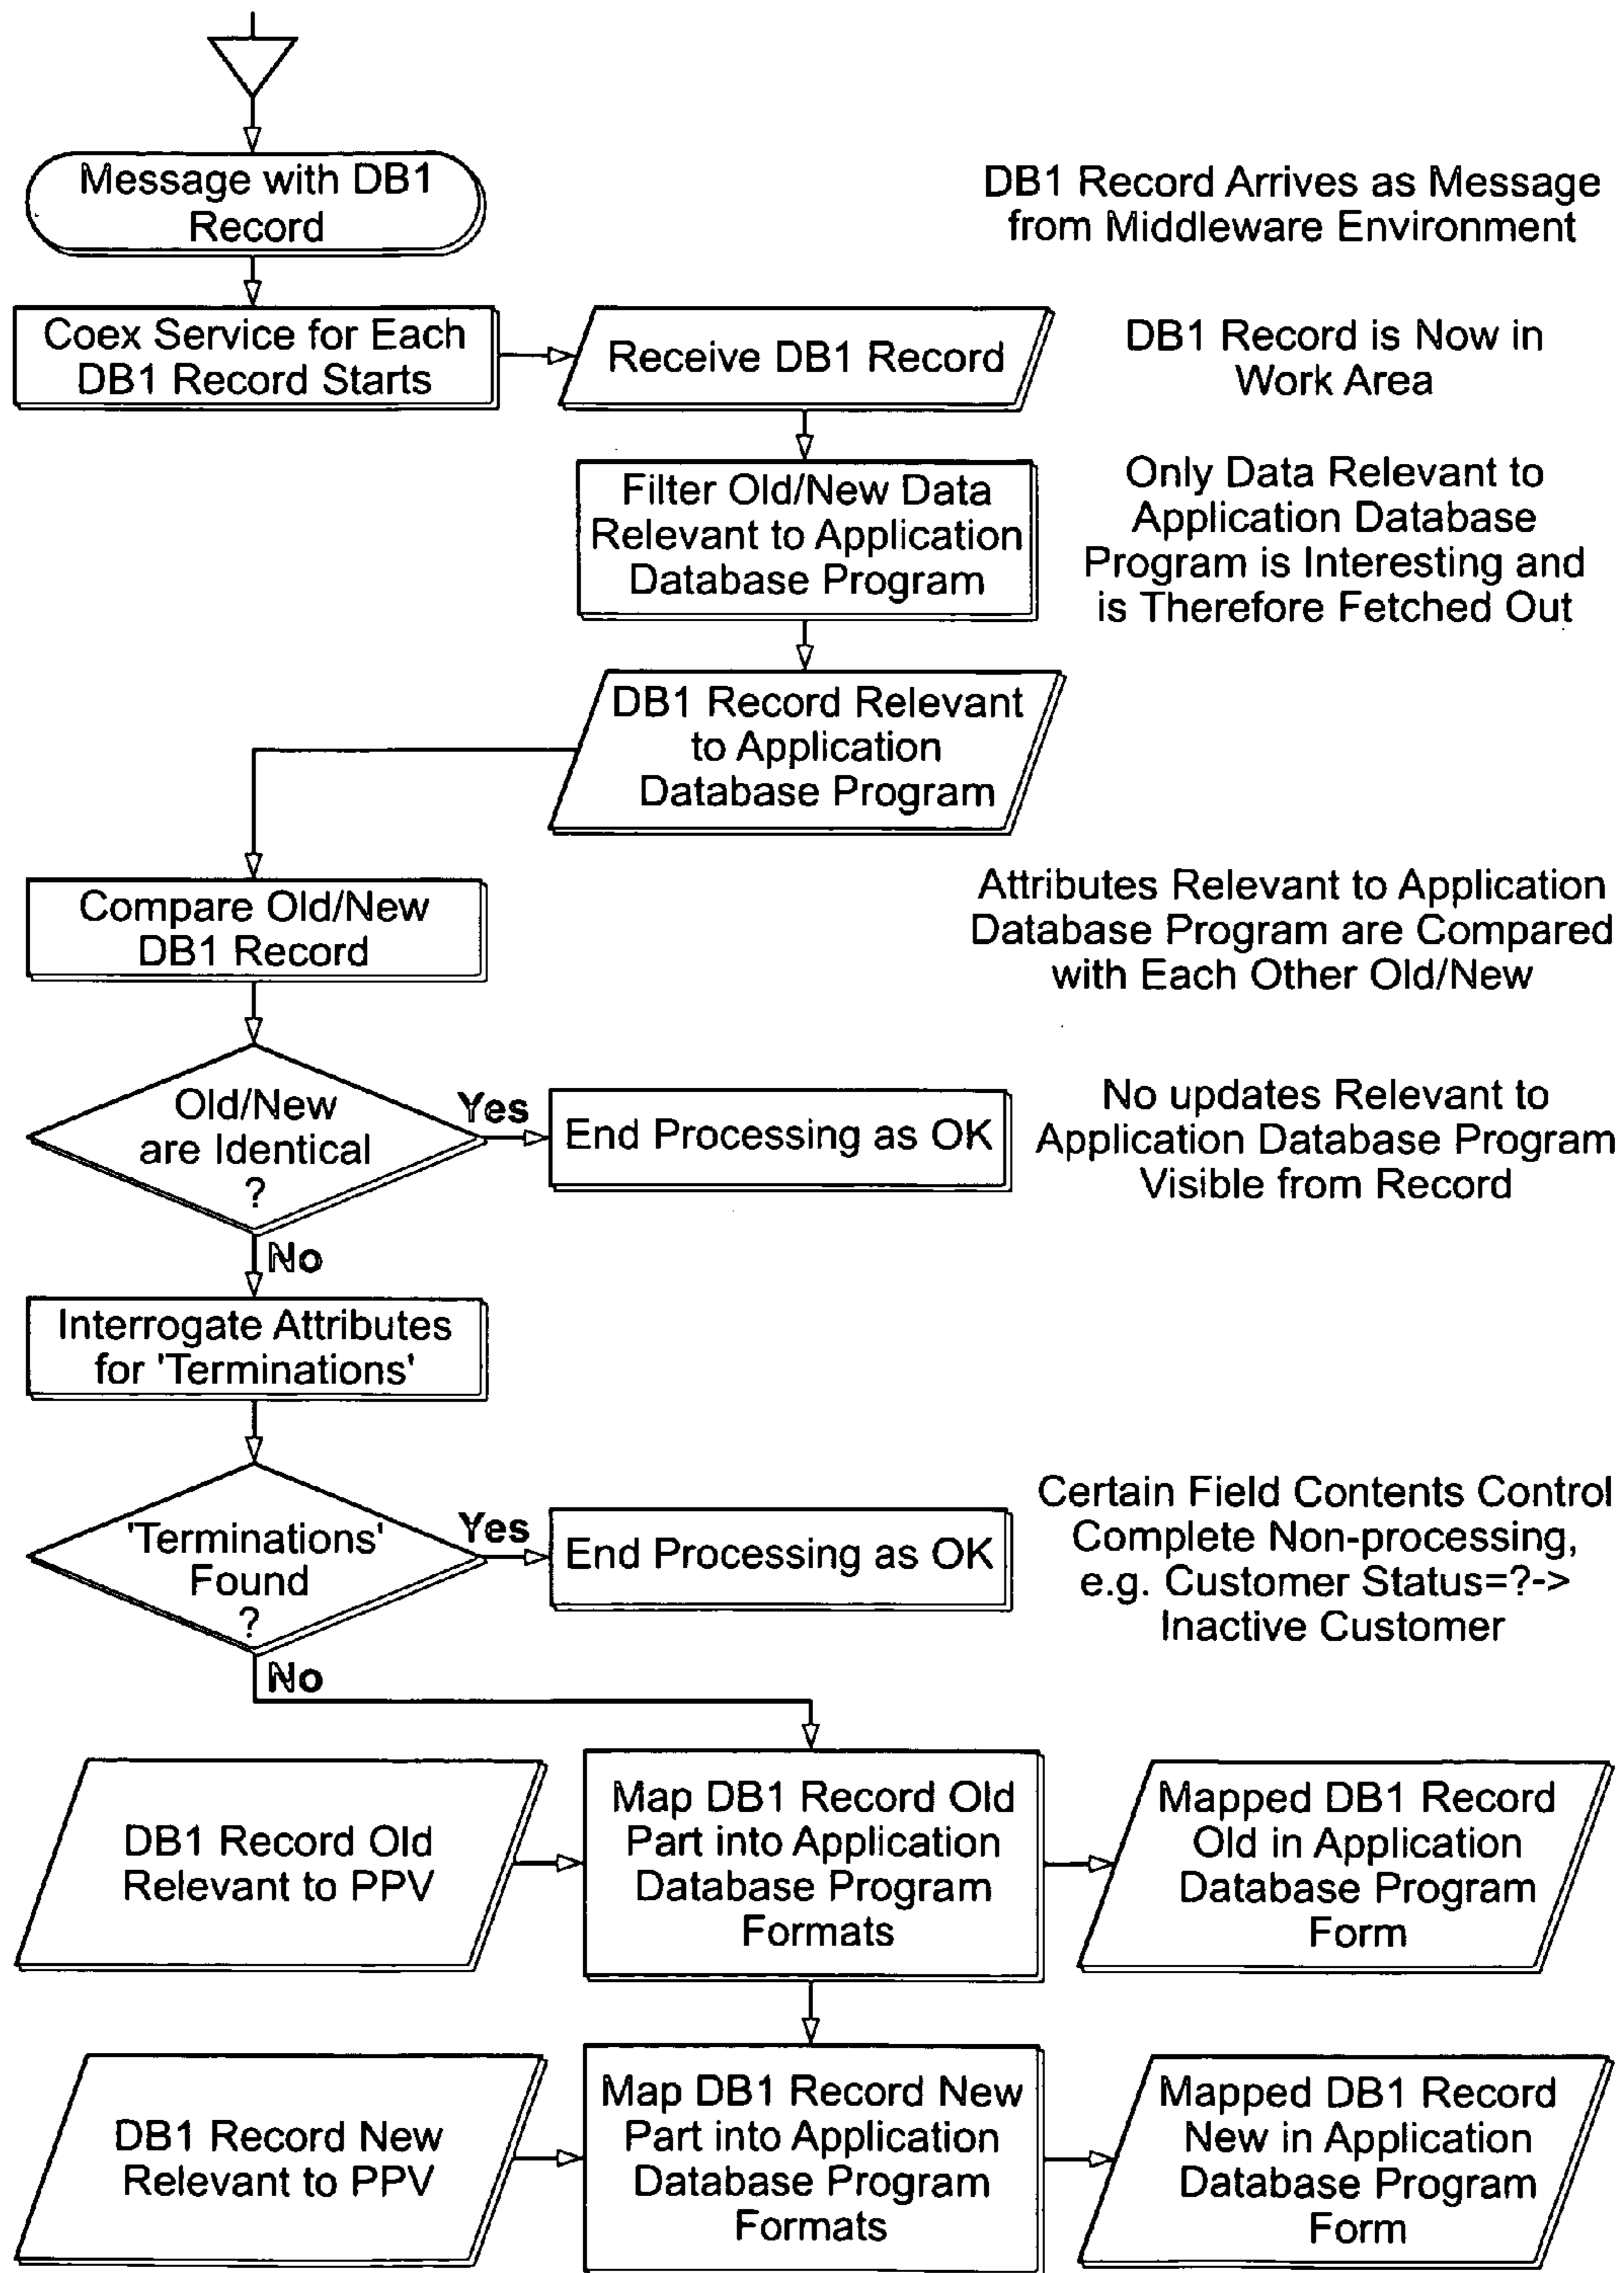 Message with DB1
Record
DB1 Record Arrives as Message
from Middleware Environment
Coex Service for Each
DB1 Record Starts
Receive DB1 Record
DB1 Record is Now in
Work Area
Filter Old/New Data
Relevant to Application
Database Program
Only Data Relevant to
Application Database
Program is Interesting and
is Therefore Fetched Out
DB1 Record Relevant
to Application
Database Program
Compare Old/New
DB1 Record
Attributes Relevant to Application
Database Program are Compared
with Each Other Old/New
Old/New
are Identical
?
Yes
End Processing as OK
No updates Relevant to
Application Database Program
Visible from Record
No
Interrogate Attributes
for 'Terminations'
'Terminations'
Found
?
Yes
End Processing as OK
Certain Field Contents Control
Complete Non-processing,
e.g. Customer Status=?->
Inactive Customer
No
DB1 Record Old
Relevant to PPV
Map DB1 Record Old
Part into Application
Database Program
Formats
Mapped DB1 Record
Old in Application
Database Program
Form
DB1 Record New
Relevant to PPV
Map DB1 Record New
Part into Application
Database Program
Formats
Mapped DB1 Record
New in Application
Database Program
Form